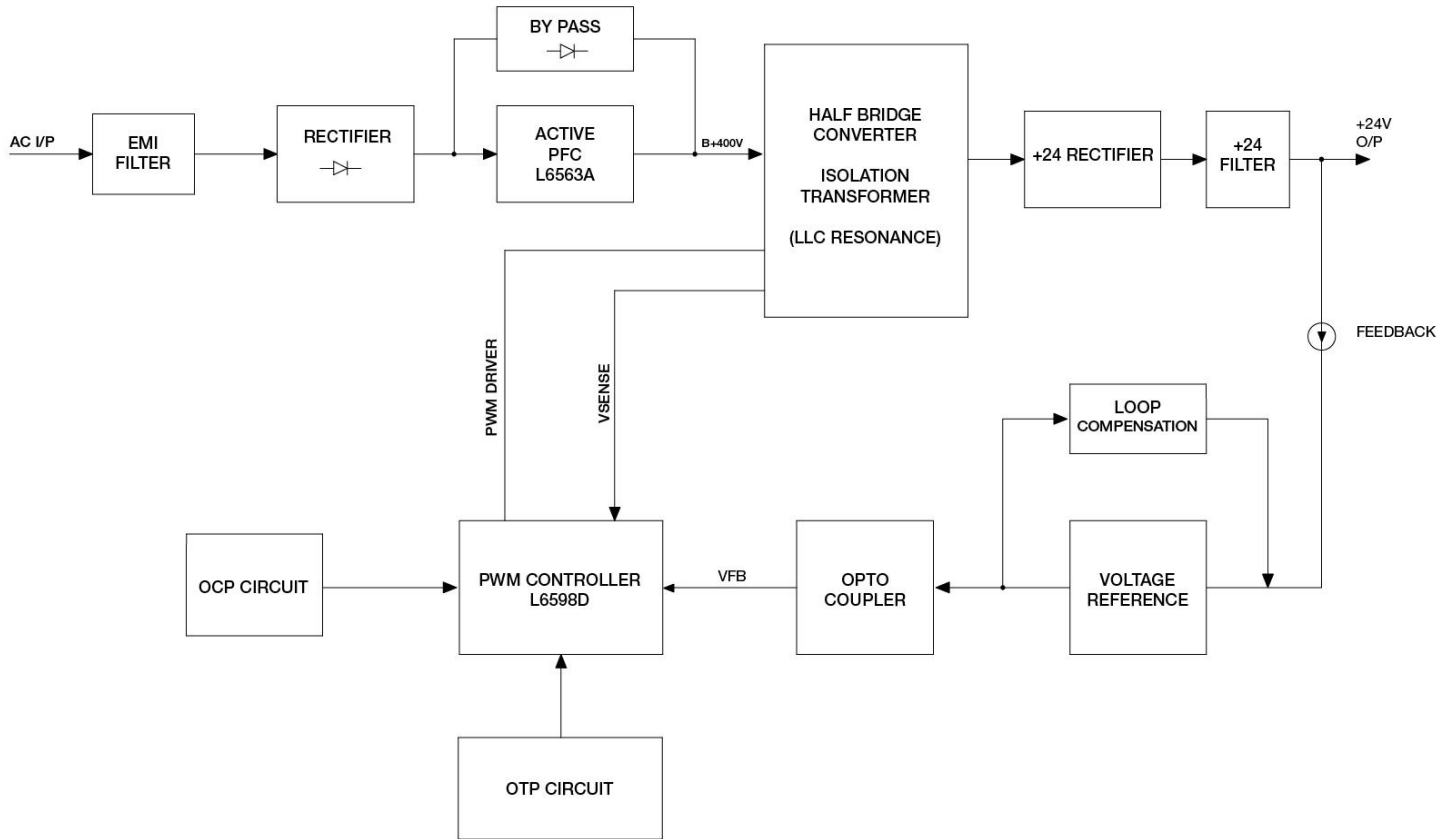 BY PASS
AC I/P
EMI
FILTER
RECTIFIER
ACTIVE
PFC
L6563A
B+400V
HALF BRIDGE
CONVERTER
ISOLATION
TRANSFORMER
(LLC RESONANCE)
+24 RECTIFIER
+24
FILTER
+24V
O/P
FEEDBACK
PWM DRIVER
VSENSE
LOOP
COMPENSATION
OCP CIRCUIT
PWM CONTROLLER
L6598D
VFB
OPTO
COUPLER
VOLTAGE
REFERENCE
OTP CIRCUIT